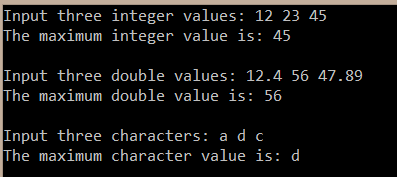 Input three integer values: 12 23 45
The maximum integer value is: 45
Input three double values: 12.4 56 47.89
The maximum double value is: 56
Input three characters: a d c
The maximum character value is: d